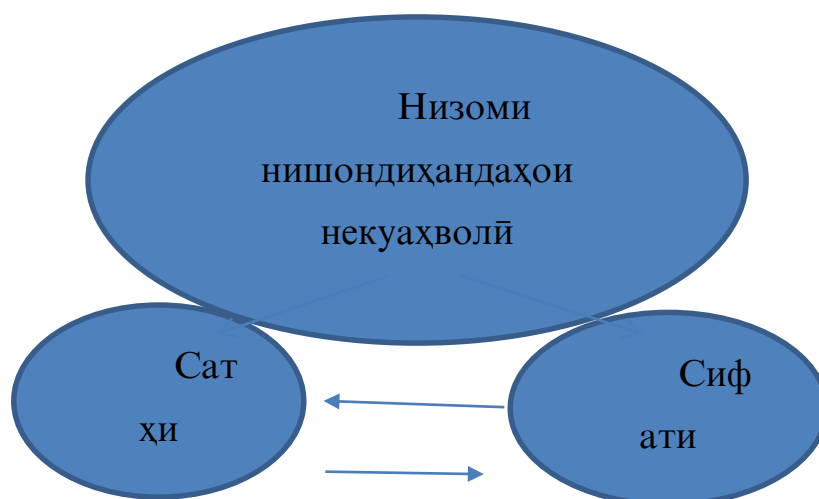 Низоми
нишондиҳандаҳои
некуаҳволӣ
Сат
ҳи
Сиф
ати